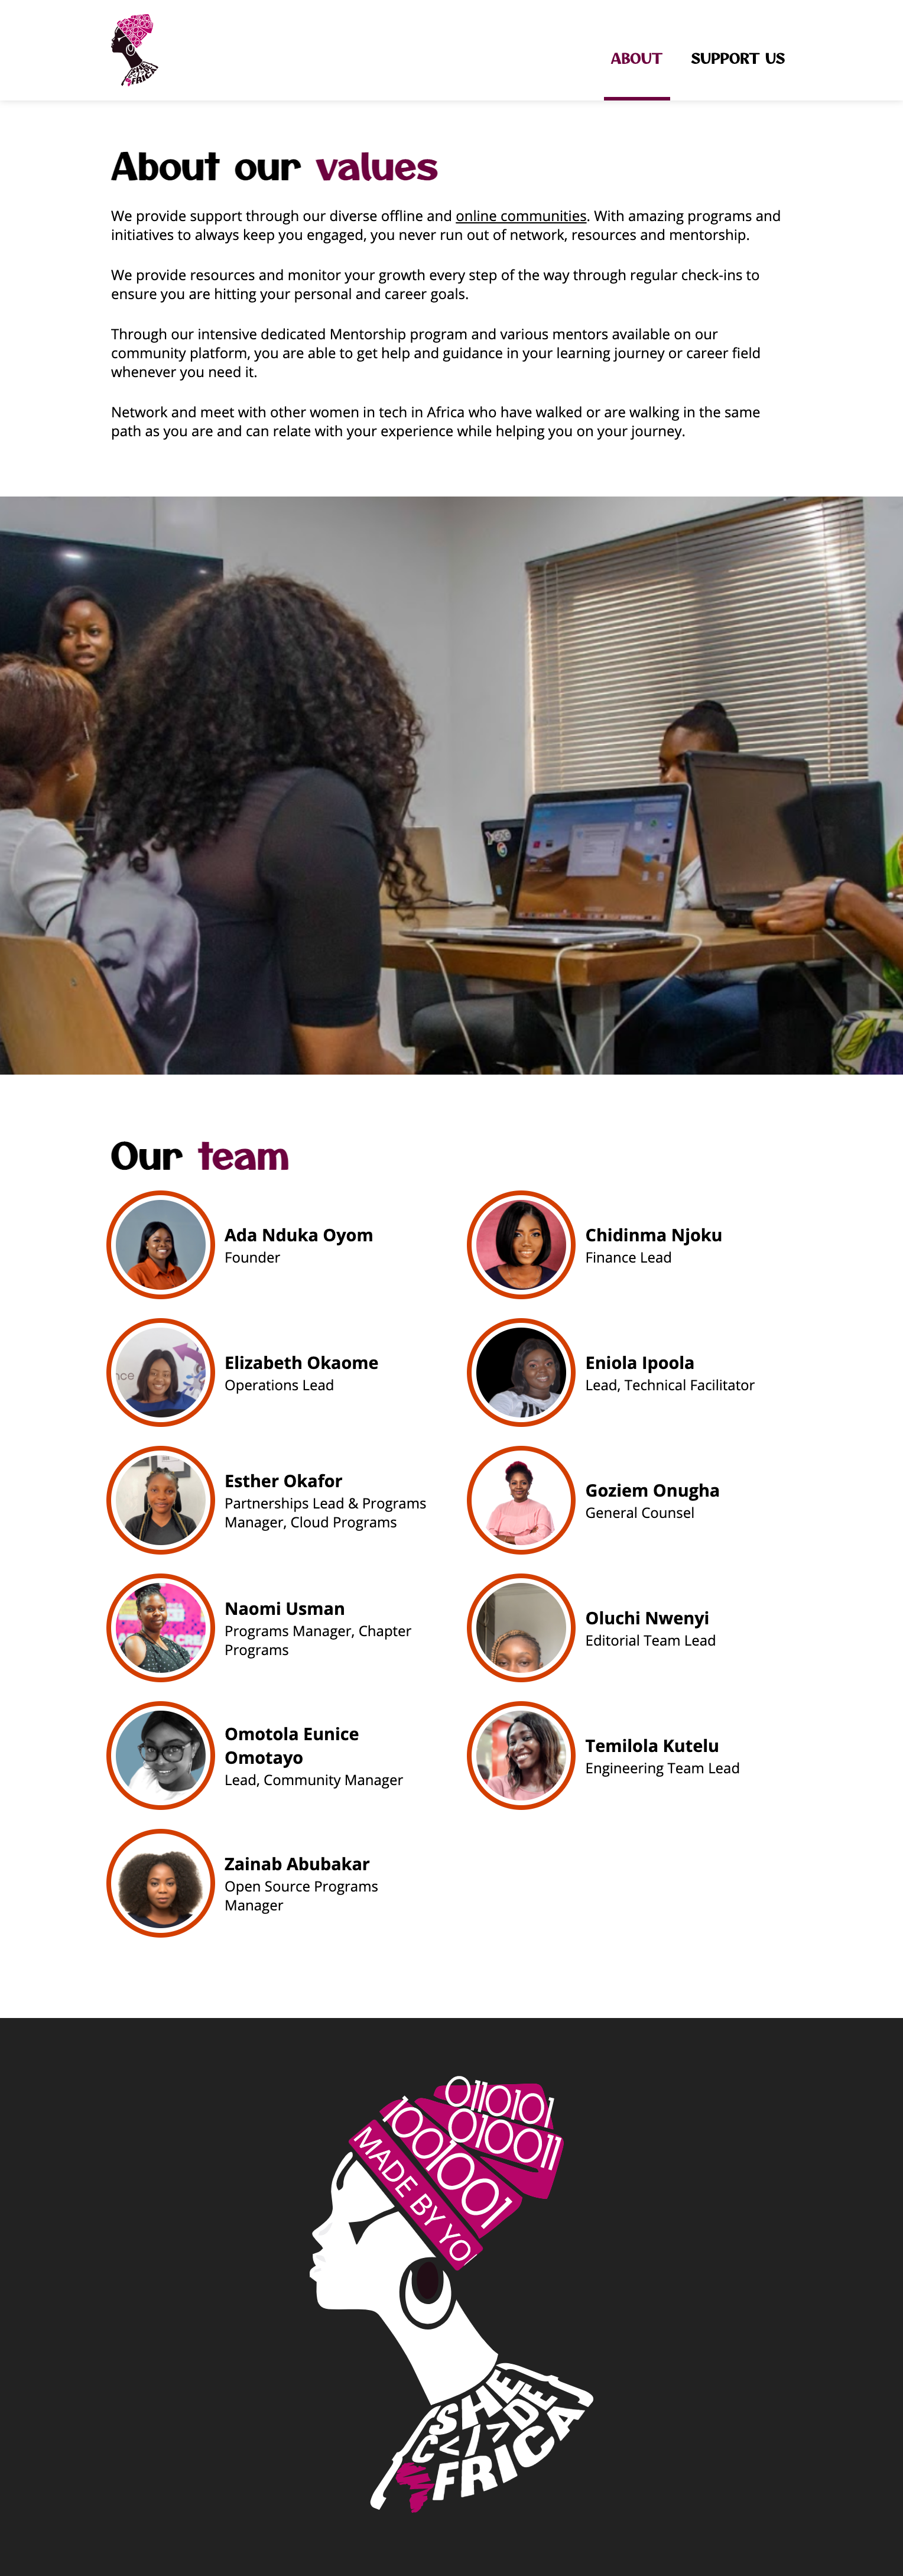 SHE
C</>DE
AFRICA
ABOUT
SUPPORT US
About our values
We provide support through our diverse offline and online communities. With amazing programs and
initiatives to always keep you engaged, you never run out of network, resources and mentorship.
We provide resources and monitor your growth every step of the way through regular check-ins to
ensure you are hitting your personal and career goals.
Through our intensive dedicated Mentorship program and various mentors available on our
community platform, you are able to get help and guidance in your learning journey or career field
whenever you need it.
Network and meet with other women in tech in Africa who have walked or are walking in the same
path as you are and can relate with your experience while helping you on your journey.
Our team
Ada Nduka Oyom
Founder
Chidinma Njoku
Finance Lead
Elizabeth Okaome
Operations Lead
Eniola Ipoola
Lead, Technical Facilitator
Esther Okafor
Partnerships Lead & Programs
Manager, Cloud Programs
Goziem Onugha
General Counsel
Naomi Usman
Programs Manager, Chapter
Programs
Oluchi Nwenyi
Editorial Team Lead
Omotola Eunice
Omotayo
Lead, Community Manager
Temilola Kutelu
Engineering Team Lead
Zainab Abubakar
Open Source Programs
Manager
0110101
010011
1001001
MADE BY YO
SHE
C</>DE
FRICA